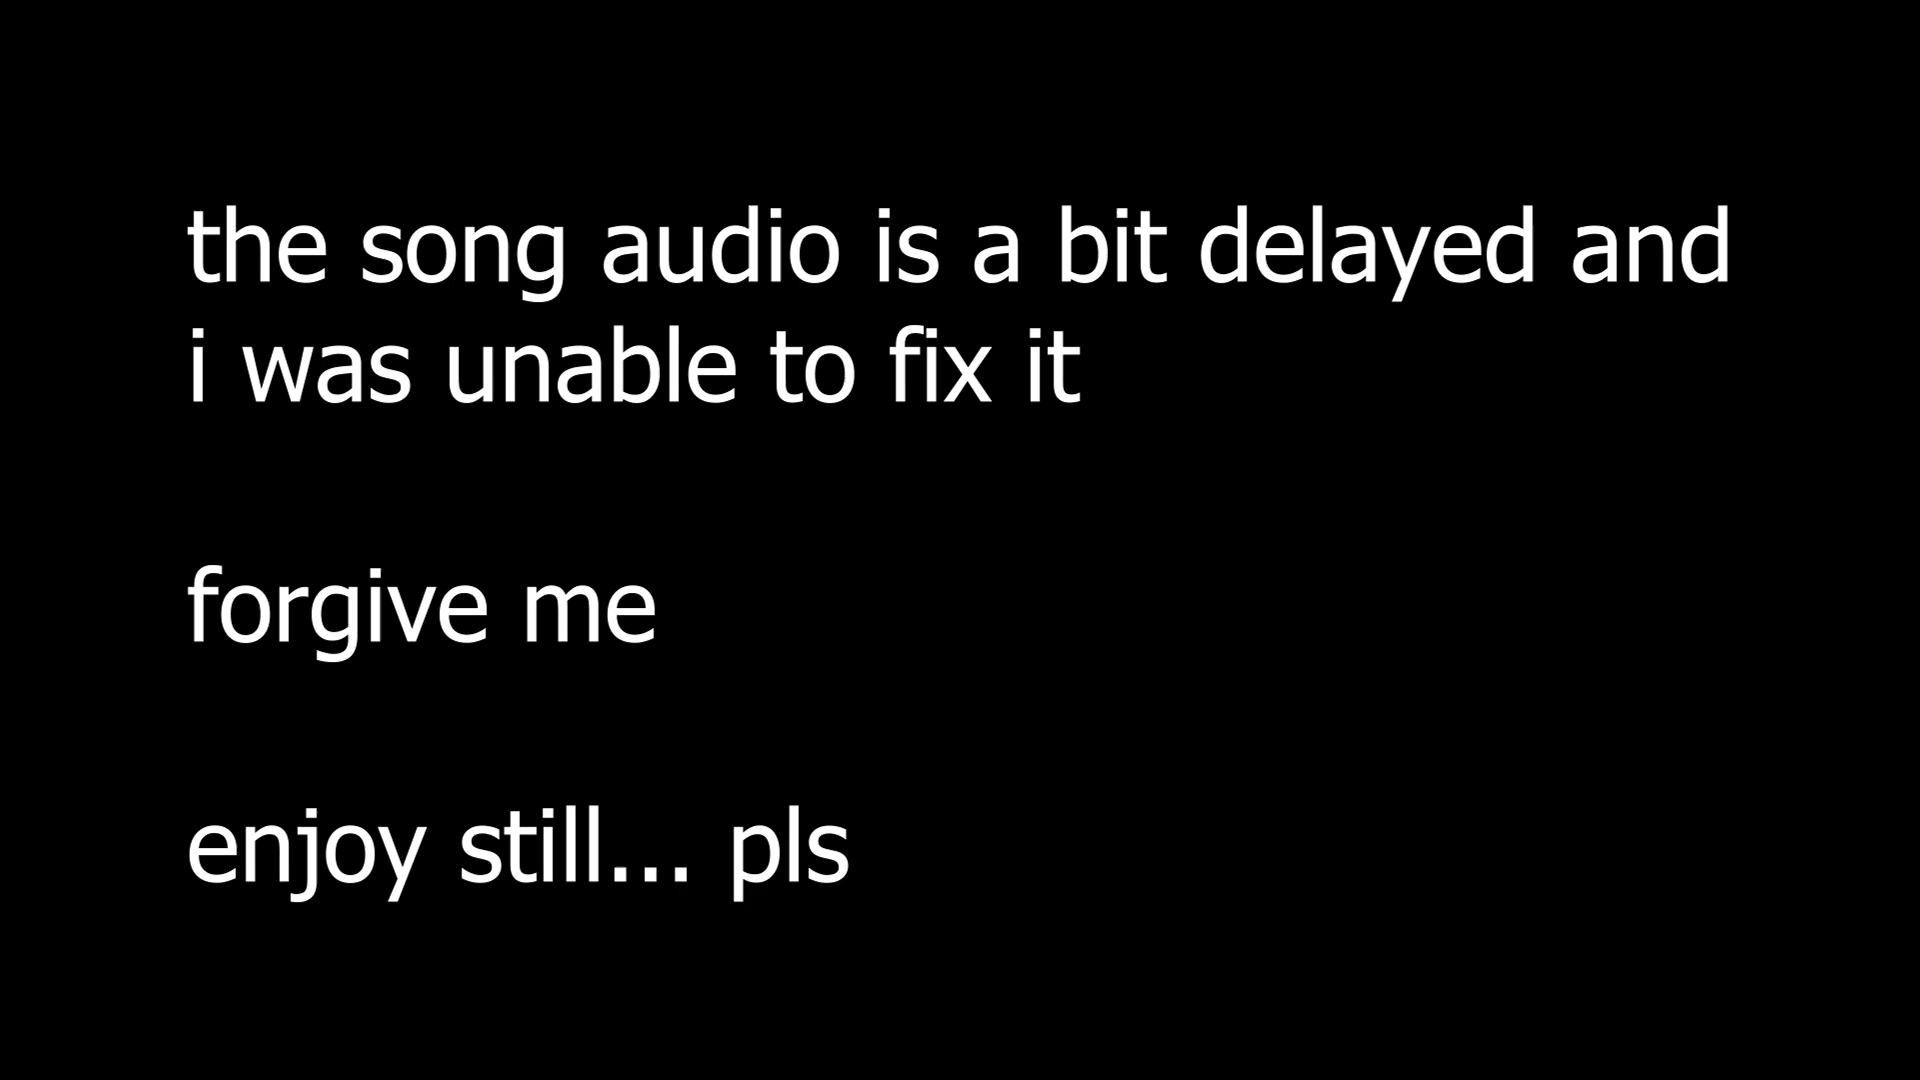 the song audio is a bit delayed and
i was unable to fix it
forgive me
enjoy still... pls